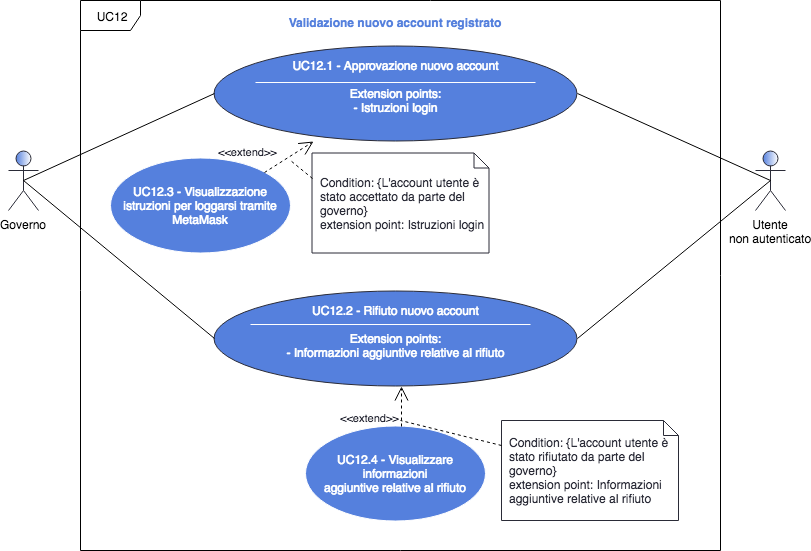 UC12
Validazione nuovo account registrato
UC12.1 - Approvazione nuovo account
Extension points:
- Istruzioni login
<<extend>>
UC12.3 - Visualizzazione
istruzioni per loggarsi tramite
MetaMask
Condition: {L'account utente è
stato accettato da parte del
governo}
extension point: Istruzioni login
Governo
Utente
non autenticato
UC12.2 - Rifiuto nuovo account
Extension points:
- Informazioni aggiuntive relative al rifiuto
<<extend>>
UC12.4 - Visualizzare
informazioni
aggiuntive relative al rifiuto
Condition: {L'account utente è
stato rifiutato da parte del
governo}
extension point: Informazioni
aggiuntive relative al rifiuto